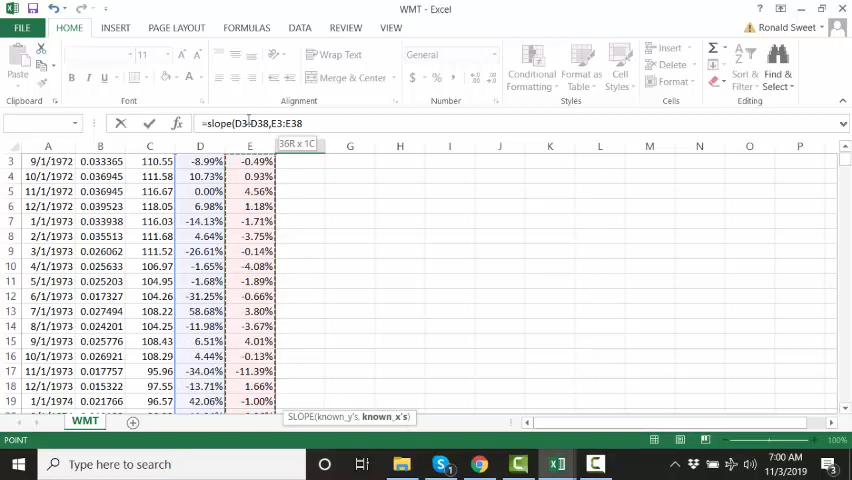 WMT - Excel
? 
Ronald Sweet
FILE HOME INSERT PAGE LAYOUT FORMULAS DATA REVIEW VIEW
Paste
11
B I U
Wrap Text
Merge & Center
General
$ %
Conditional Formatting
Format as Table
Cell Styles
Insert
Delete
Format
Sort & Filter
Find & Select
Clipboard Font Alignment Number Styles Cells Editing
fx =slope(D3:D38,E3:E38
36R x 1C
A B C D E F G H I J K L M N O P
3 9/1/1972 0.033365 110.55 -8.99% -0.49%
4 10/1/1972 0.036945 111.58 10.73% 0.93%
5 11/1/1972 0.036945 116.67 0.00% 4.56%
6 12/1/1972 0.039523 118.05 6.98% 1.18%
7 1/1/1973 0.033938 116.03 -14.13% -1.71%
8 2/1/1973 0.035513 111.68 4.64% -3.75%
9 3/1/1973 0.026062 111.52 -26.61% -0.14%
10 4/1/1973 0.025633 106.97 -1.65% -4.08%
11 5/1/1973 0.025203 104.95 -1.68% -1.89%
12 6/1/1973 0.017327 104.26 -31.25% -0.66%
13 7/1/1973 0.027494 108.22 58.68% 3.80%
14 8/1/1973 0.024201 104.25 -11.98% -3.67%
15 9/1/1973 0.025776 108.43 6.51% 4.01%
16 10/1/1973 0.026921 108.29 4.44% -0.13%
17 11/1/1973 0.017757 95.96 -34.04% -11.39%
18 12/1/1973 0.015322 97.55 -13.71% 1.66%
19 1/1/1974 0.021766 96.57 42.06% -1.00%
SLOPE(known_y's, known_x's)
WMT
POINT
100%
Type here to search
1
7:00 AM
11/3/2019
3